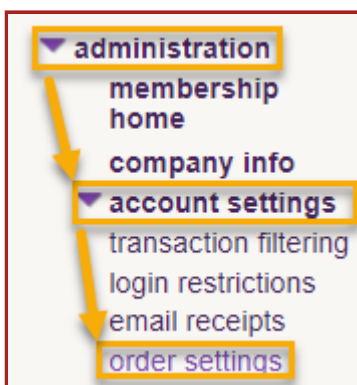 administration
membership
home
company info
account settings
transaction filtering
login restrictions
email receipts
order settings